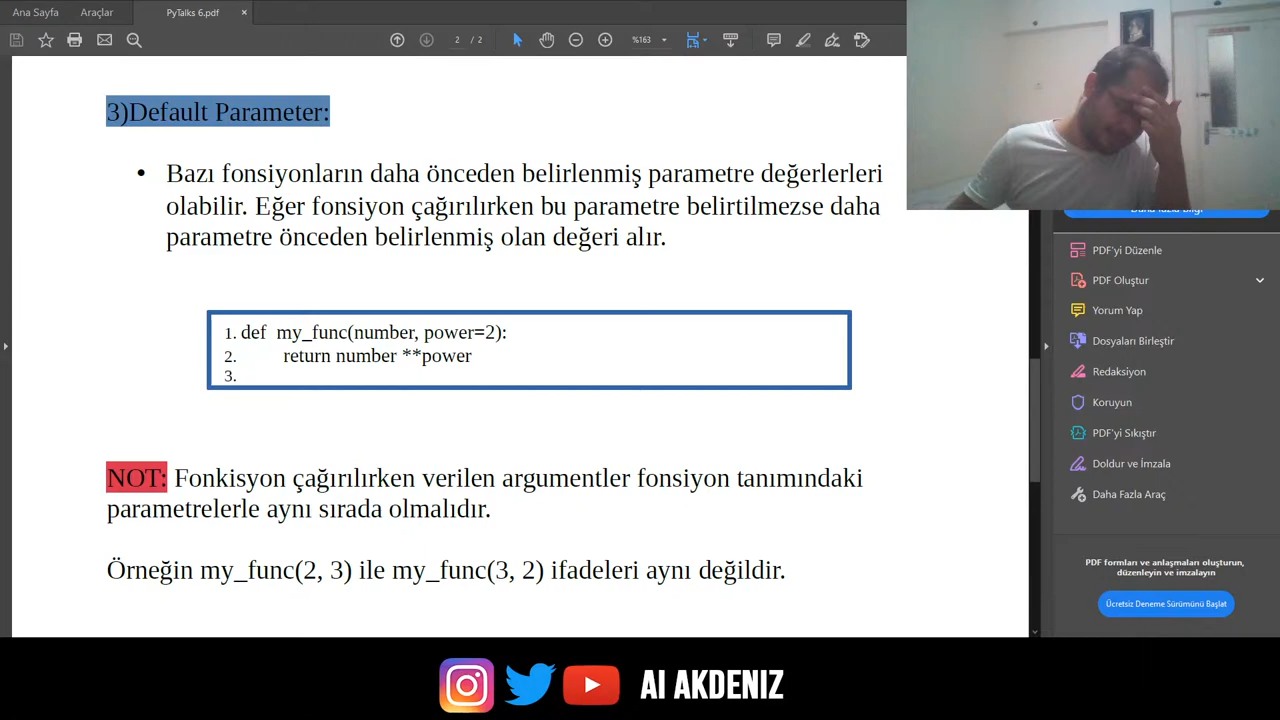 Ana Sayfa Araçlar PyTalks 6.pdf ×
2 / 2 %163
3)Default Parameter:
• Bazı fonsiyonların daha önceden belirlenmiş parametre değerlerleri
olabilir. Eğer fonsiyon çağırılırken bu parametre belirtilmezse daha
parametre önceden belirlenmiş olan değeri alır.
1. def my_func(number, power=2):
2. return number **power
3.
NOT: Fonkisyon çağırılırken verilen argumentler fonsiyon tanımındaki
parametrelerle aynı sırada olmalıdır.
Örneğin my_func(2, 3) ile my_func(3, 2) ifadeleri aynı değildir.
Daha fazla bilgi
PDF'yi Düzenle
PDF Oluştur
Yorum Yap
Dosyaları Birleştir
Redaksiyon
Koruyun
PDF'yi Sıkıştır
Doldur ve İmzala
Daha Fazla Araç
PDF formları ve anlaşmaları oluşturun,
düzenleyin ve imzalayın
Ücretsiz Deneme Sürümünü Başlat
AI AKDENIZ